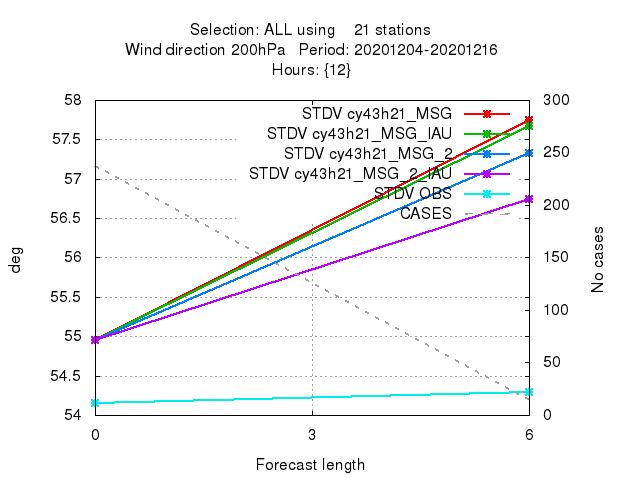 Selection: ALL using 21 stations
Wind direction 200hPa Period: 20201204-20201216
Hours: {12}
58
57.5
57
56.5
56
55.5
55
54.5
54
deg
300
250
200
150
100
50
0
No cases
STDV cy43h21_MSG
STDV cy43h21_MSG_IAU
STDV cy43h21_MSG_2
STDV cy43h21_MSG_2_IAU
STDV OBS
CASES
0 3 6
Forecast length